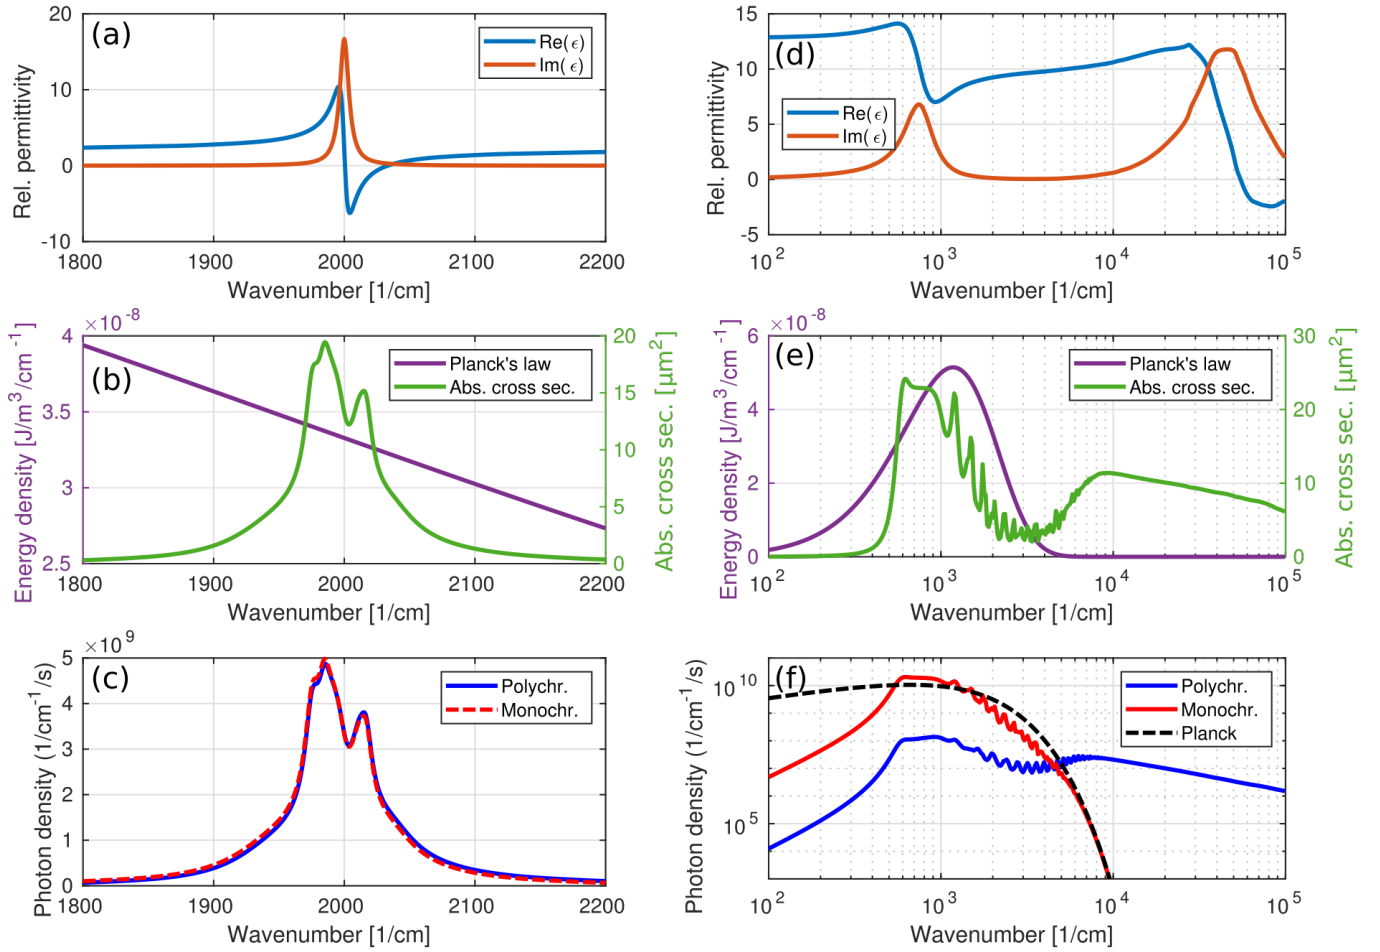 (a)
Re(ϵ)
Im(ϵ)
20
10
0
-10
Rel. permittivity
1800 1900 2000 2100 2200
Wavenumber [1/cm]
(d)
Re(ϵ)
Im(ϵ)
15
10
5
0
-5
Rel. permittivity
10^2 10^3 10^4 10^5
Wavenumber [1/cm]
×10^-8
(b)
Planck's law
Abs. cross sec.
4
3.5
3
2.5
Energy density [J/m^3/cm^-1]
20
15
10
5
0
Abs. cross sec. [μm^2]
1800 1900 2000 2100 2200
Wavenumber [1/cm]
×10^-8
(e)
Planck's law
Abs. cross sec.
6
4
2
0
Energy density [J/m^3/cm^-1]
30
20
10
0
Abs. cross sec. [μm^2]
10^2 10^3 10^4 10^5
Wavenumber [1/cm]
×10^9
(c)
Polychr.
Monochr.
5
4
3
2
1
0
Photon density (1/cm^-1/s)
1800 1900 2000 2100 2200
Wavenumber [1/cm]
(f)
Polychr.
Monochr.
Planck
10^10
10^5
Photon density (1/cm^-1/s)
10^2 10^3 10^4 10^5
Wavenumber [1/cm]